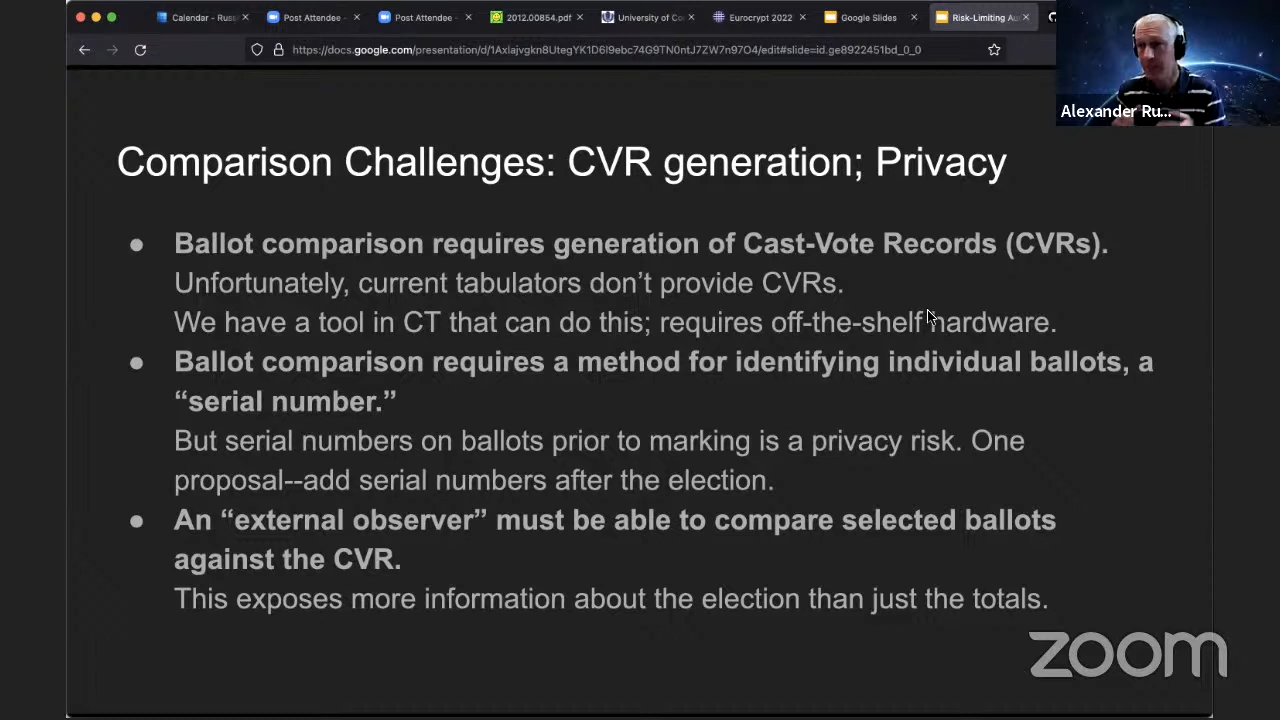 Calendar - Russ
Post Attendee -
Post Attendee -
2012.00854.pdf
University of Co
Eurocrypt 2022
Google Slides
Risk-Limiting Au
https://docs.google.com/presentation/d/1AxIajvgkn8UtegYK1D6l9ebc74G9TN0ntJ7ZW7n97O4/edit#slide=id.ge8922451bd_0_0
Alexander Ru...
Comparison Challenges: CVR generation; Privacy
● Ballot comparison requires generation of Cast-Vote Records (CVRs).
Unfortunately, current tabulators don’t provide CVRs.
We have a tool in CT that can do this; requires off-the-shelf hardware.
● Ballot comparison requires a method for identifying individual ballots, a
“serial number.”
But serial numbers on ballots prior to marking is a privacy risk. One
proposal--add serial numbers after the election.
● An “external observer” must be able to compare selected ballots
against the CVR.
This exposes more information about the election than just the totals.
zoom